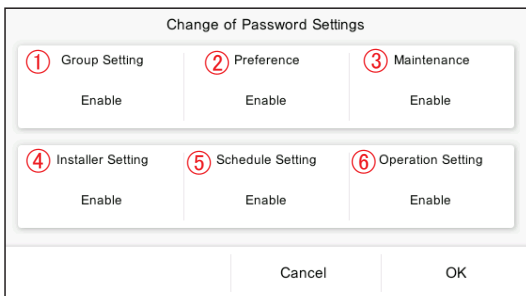 Change of Password Settings
① Group Setting ② Preference ③ Maintenance
Enable Enable Enable
④ Installer Setting ⑤ Schedule Setting ⑥ Operation Setting
Enable Enable Enable
Cancel OK